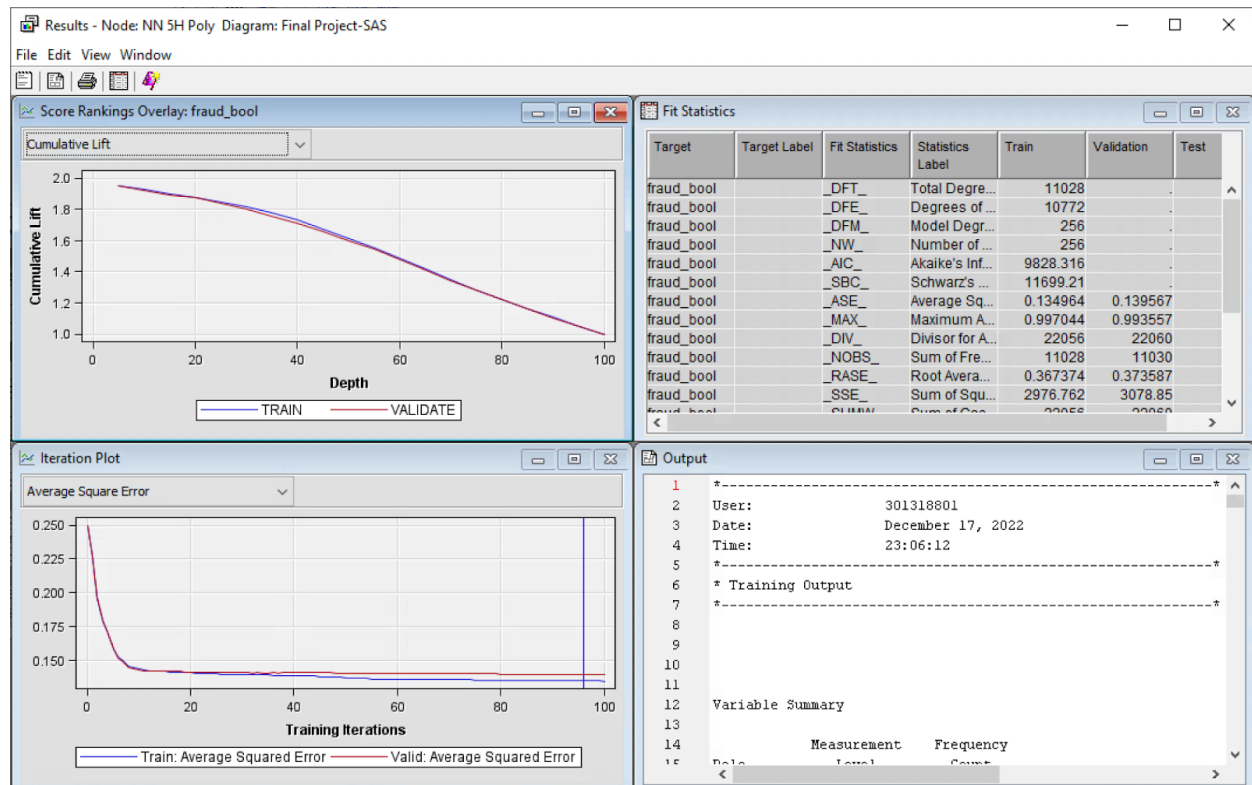 Results - Node: NN 5H Poly Diagram: Final Project-SAS
File Edit View Window
Score Rankings Overlay: fraud_bool
Cumulative Lift
2.0
1.8
1.6
1.4
1.2
1.0
Cumulative Lift
0 20 40 60 80 100
Depth
TRAIN VALIDATE
Fit Statistics
Target Target Label Fit Statistics Statistics Label Train Validation Test
fraud_bool _DFT_ Total Degre... 11028 .
fraud_bool _DFE_ Degrees of ... 10772 .
fraud_bool _DFM_ Model Degr... 256 .
fraud_bool _NW_ Number of ... 256 .
fraud_bool _AIC_ Akaike's Inf... 9828.316 .
fraud_bool _SBC_ Schwarz's ... 11699.21 .
fraud_bool _ASE_ Average Sq... 0.134964 0.139567
fraud_bool _MAX_ Maximum A... 0.997044 0.993557
fraud_bool _DIV_ Divisor for A... 22056 22060
fraud_bool _NOBS_ Sum of Fre... 11028 11030
fraud_bool _RASE_ Root Avera... 0.367374 0.373587
fraud_bool _SSE_ Sum of Squ... 2976.762 3078.85
Iteration Plot
Average Square Error
0.250
0.225
0.200
0.175
0.150
0 20 40 60 80 100
Training Iterations
Train: Average Squared Error Valid: Average Squared Error
Output
1 *------------------------------------------------------------*
2 User: 301318801
3 Date: December 17, 2022
4 Time: 23:06:12
5 *------------------------------------------------------------*
6 * Training Output
7 *------------------------------------------------------------*
8
9
10
11
12 Variable Summary
13
14 Measurement Frequency
15 Role Level Count